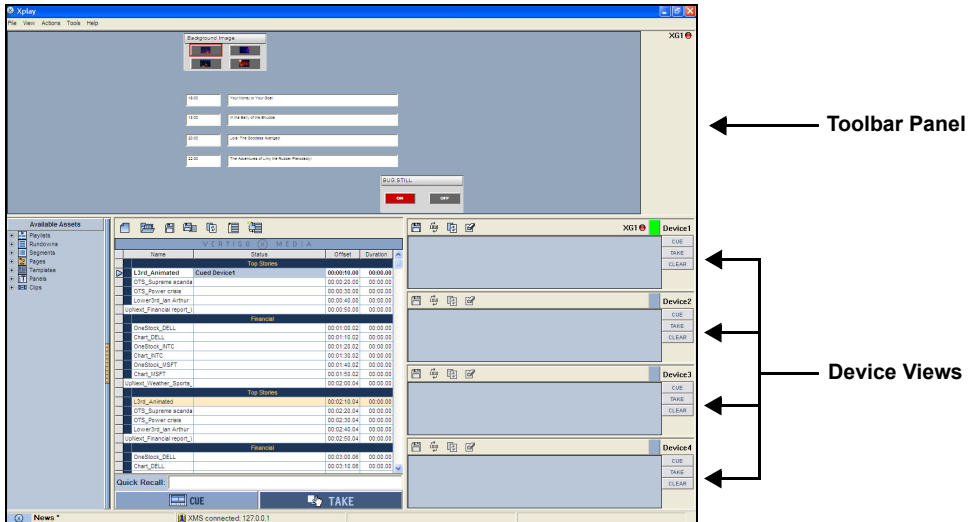 Xplay
File View Actions Tools Help
XG1
Background Image
18:00 Your Money or Your Goat
19:00 In the Belly of the Shuddle
20:00 Lola: The Goddess Avenged
22:00
BUG STILL
ON OFF
Toolbar Panel
Available Assets
Playlists
Rundowns
Segments
Pages
Templates
Panels
Clips
VERTIGO MEDIA
Name Status Offset Duration
Top Stories
L3rd_Animated Cued Device1 00:00:10.00 00:00.00
OTS_Supreme scanda 00:00:20.00 00:00.00
OTS_Power crisis 00:00:30.00 00:00.00
Lower3rd_Ian Arthur 00:00:40.00 00:00.00
UpNext_Financial report_\ 00:00:50.00 00:00.00
Financial
OneStock_DELL 00:01:00.02 00:00.00
Chart_DELL 00:01:10.02 00:00.00
OneStock_INTC 00:01:20.02 00:00.00
Chart_INTC 00:01:30.02 00:00.00
OneStock_MSFT 00:01:40.02 00:00.00
Chart_MSFT 00:01:50.02 00:00.00
UpNext_Weather_Sports_ 00:02:00.04 00:00.00
Top Stories
L3rd_Animated 00:02:10.04 00:00.00
OTS_Supreme scanda 00:02:20.04 00:00.00
OTS_Power crisis 00:02:30.04 00:00.00
Lower3rd_Ian Arthur 00:02:40.04 00:00.00
UpNext_Financial report_\ 00:02:50.04 00:00.00
Financial
OneStock_DELL 00:03:00.06 00:00.00
Chart_DELL 00:03:10.06 00:00.00
Quick Recall:
CUE TAKE
XG1 Device1
CUE
TAKE
CLEAR
Device2
CUE
TAKE
CLEAR
Device3
CUE
TAKE
CLEAR
Device4
CUE
TAKE
CLEAR
Device Views
News * XMS connected: 127.0.0.1